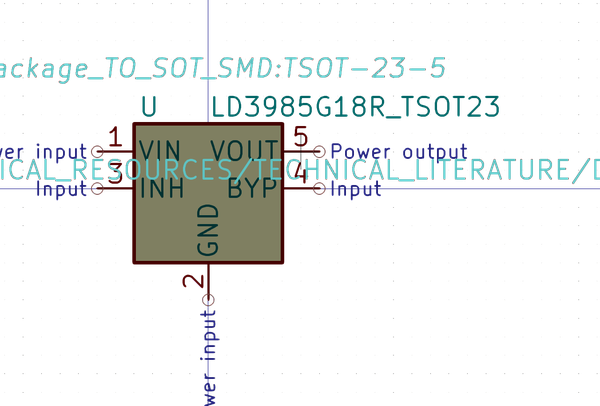 ackage_TO_SOT_SMD:TSOT-23-5
U LD3985G18R_TSOT23
wer input 1 VIN VOUT 5 Power output
ICAL_RESOURCES/TECHNICAL_LITERATURE/D
Input 3 INH BYP 4 Input
GND
2
wer input